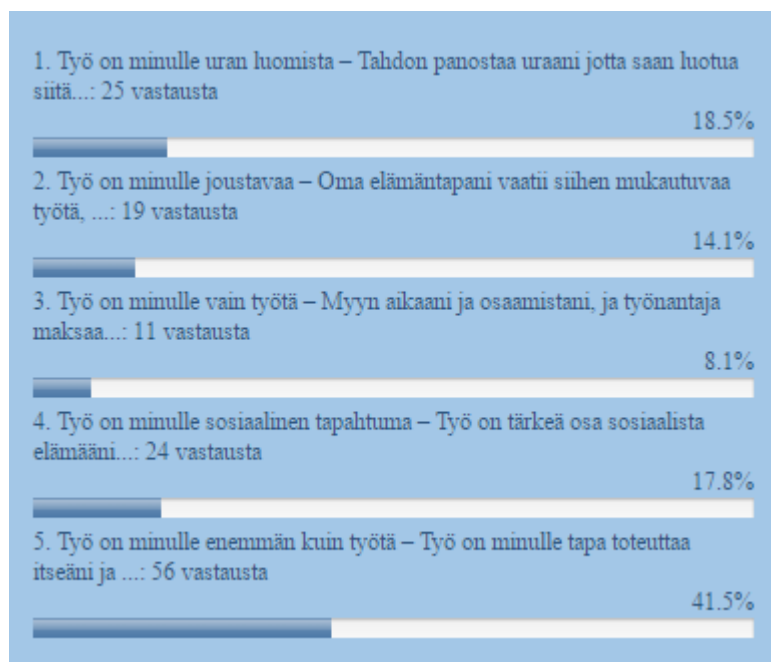 1. Työ on minulle uran luomista – Tahdon panostaa uraani jotta saan luotua
siitä...: 25 vastausta
18.5%
2. Työ on minulle joustavaa – Oma elämäntapani vaatii siihen mukautuvaa
työtä, ...: 19 vastausta
14.1%
3. Työ on minulle vain työtä – Myyn aikaani ja osaamistani, ja työnantaja
maksaa...: 11 vastausta
8.1%
4. Työ on minulle sosiaalinen tapahtuma – Työ on tärkeä osa sosiaalista
elämääni...: 24 vastausta
17.8%
5. Työ on minulle enemmän kuin työtä – Työ on minulle tapa toteuttaa
itseäni ja ...: 56 vastausta
41.5%